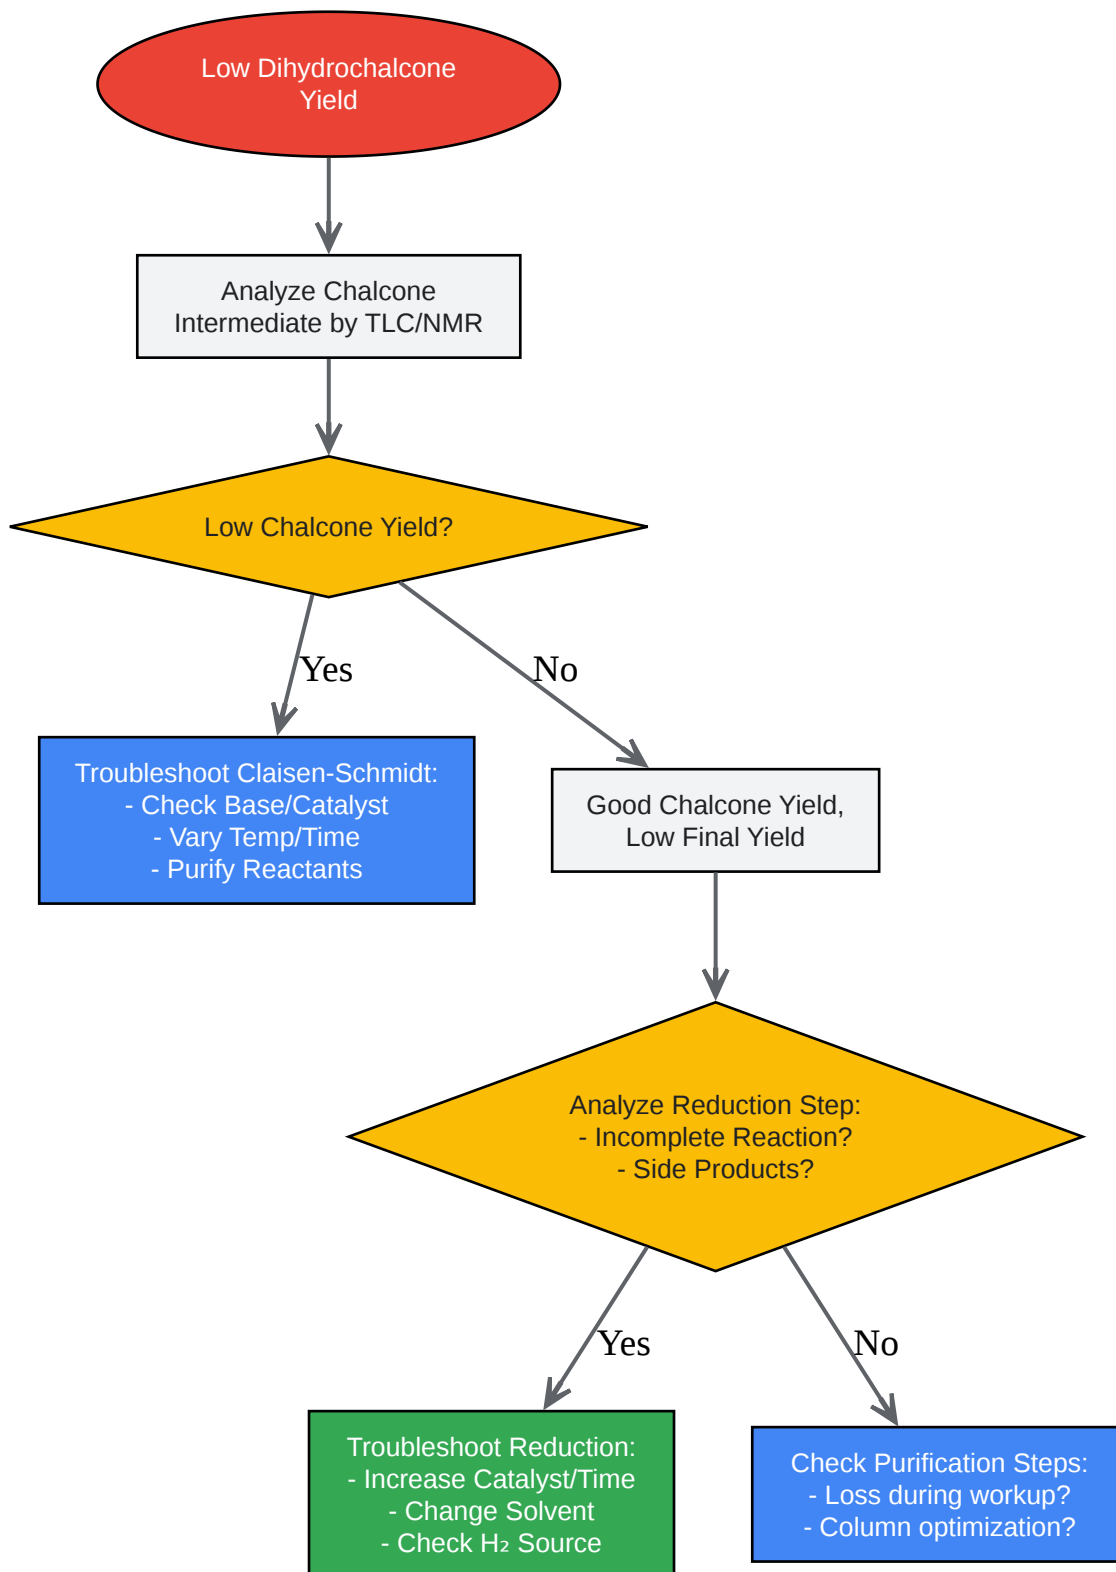 Low Dihydrochalcone
Yield
Analyze Chalcone
Intermediate by TLC/NMR
Low Chalcone Yield?
Yes
No
Troubleshoot Claisen-Schmidt:
- Check Base/Catalyst
- Vary Temp/Time
- Purify Reactants
Good Chalcone Yield,
Low Final Yield
Analyze Reduction Step:
- Incomplete Reaction?
- Side Products?
Yes
No
Troubleshoot Reduction:
- Increase Catalyst/Time
- Change Solvent
- Check H₂ Source
Check Purification Steps:
- Loss during workup?
- Column optimization?